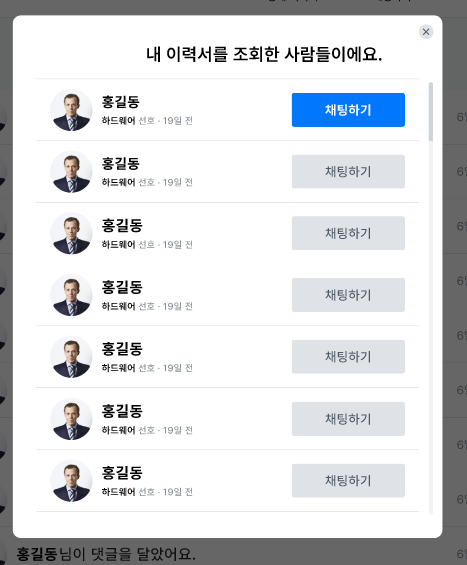 내 이력서를 조회한 사람들이에요.
홍길동
하드웨어 선호 · 19일 전
채팅하기
홍길동
하드웨어 선호 · 19일 전
채팅하기
홍길동
하드웨어 선호 · 19일 전
채팅하기
홍길동
하드웨어 선호 · 19일 전
채팅하기
홍길동
하드웨어 선호 · 19일 전
채팅하기
홍길동
하드웨어 선호 · 19일 전
채팅하기
홍길동
하드웨어 선호 · 19일 전
채팅하기
홍길동님이 댓글을 달았어요.